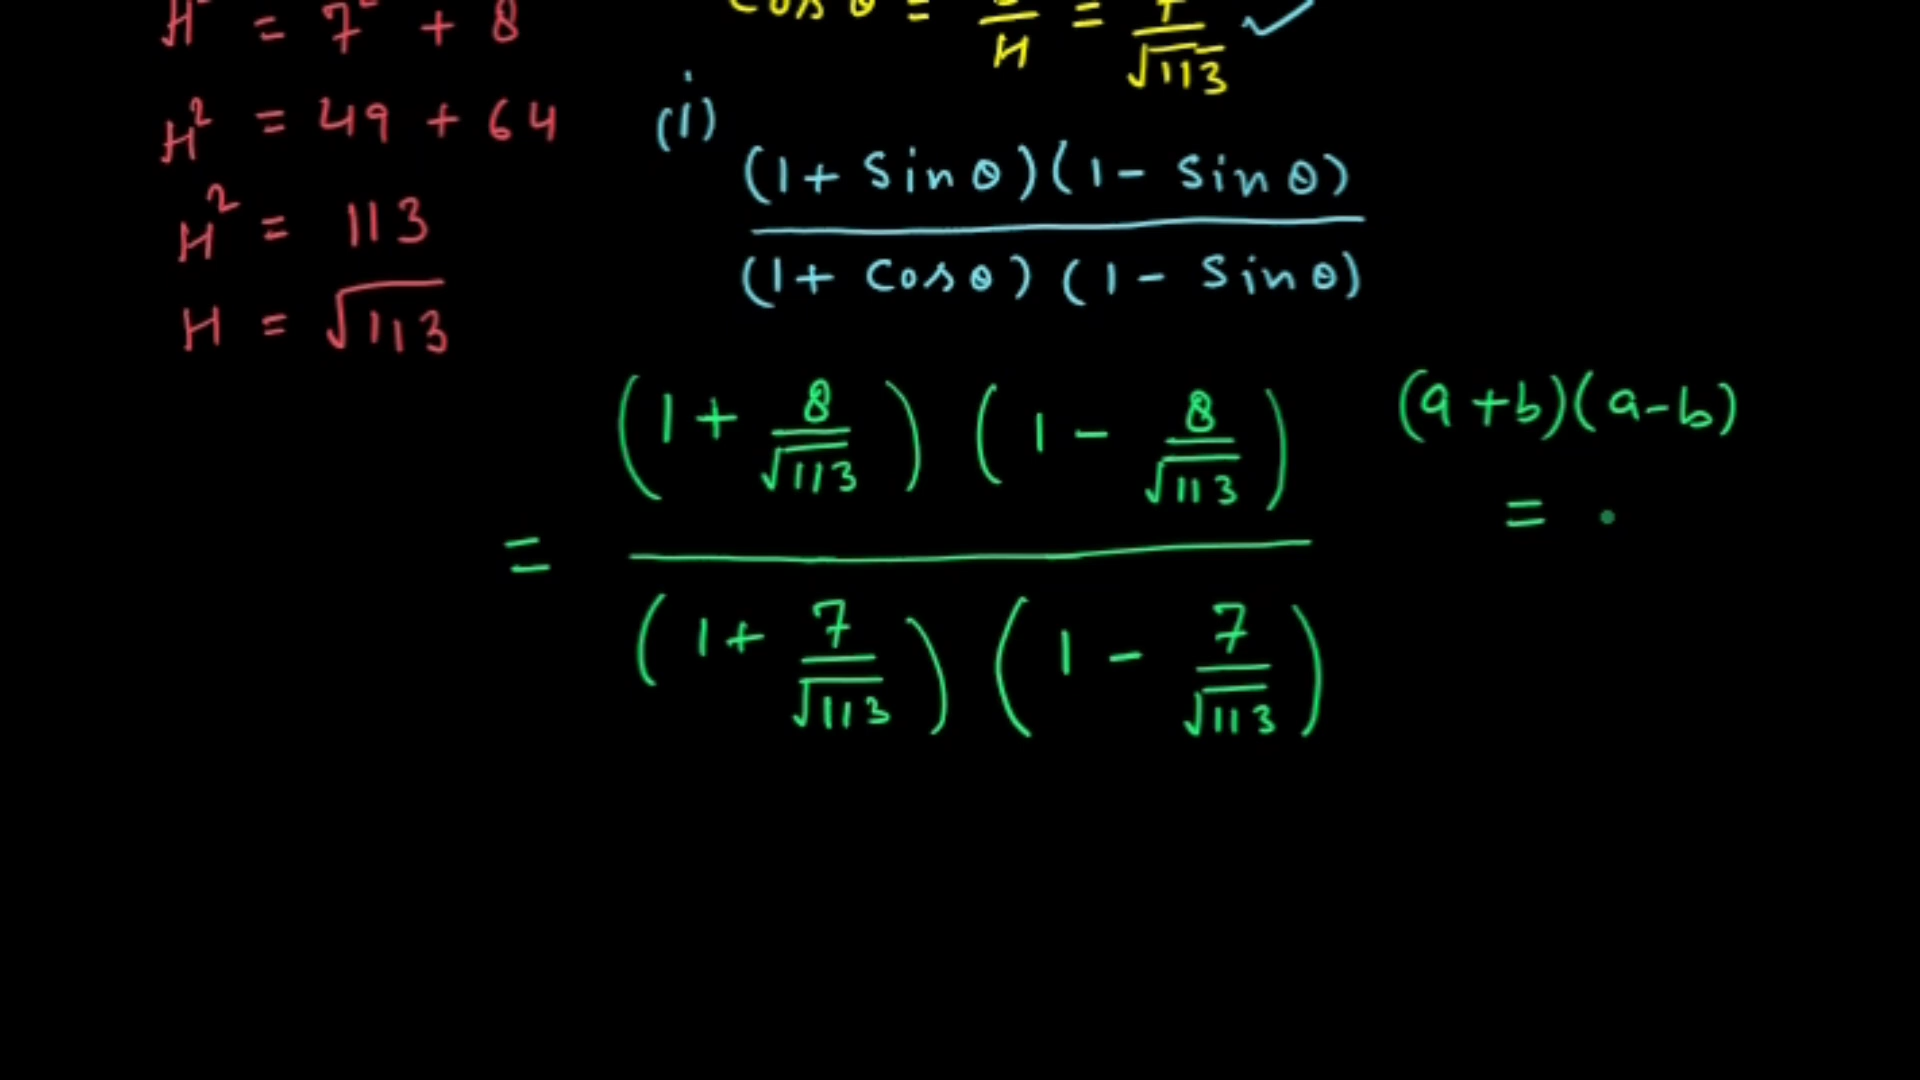 H² = 7² + 8
cos θ = /H = 7/√113 ✓
H² = 49 + 64
(i)
(1 + Sin θ)(1 - Sin θ)
(1 + Cos θ)(1 - Sin θ)
H² = 113
H = √113
(1 + 8/√113) (1 - 8/√113)
(a + b)(a - b)
=
=
(1 + 7/√113) (1 - 7/√113)